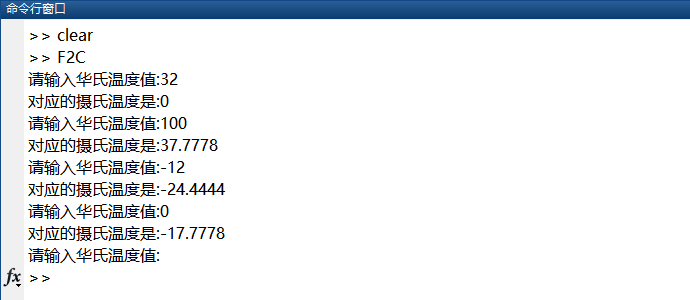 命令行窗口
>> clear
>> F2C
请输入华氏温度值:32
对应的摄氏温度是:0
请输入华氏温度值:100
对应的摄氏温度是:37.7778
请输入华氏温度值:-12
对应的摄氏温度是:-24.4444
请输入华氏温度值:0
对应的摄氏温度是:-17.7778
请输入华氏温度值:
fx >>